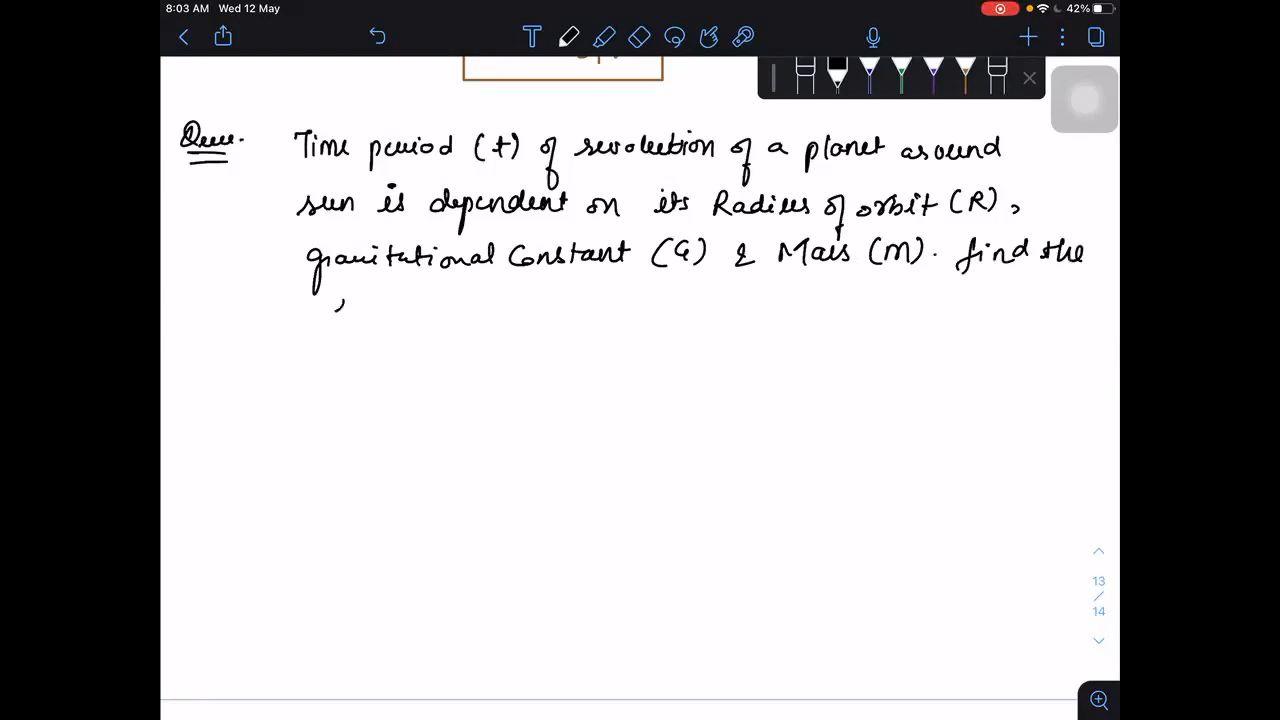 8:03 AM Wed 12 May
42%
Ques.
Time period (t) of revolution of a planet around
sun is dependent on its Radius of orbit (R),
gravitational Constant (G) & Mass (M). find the
13
/
14